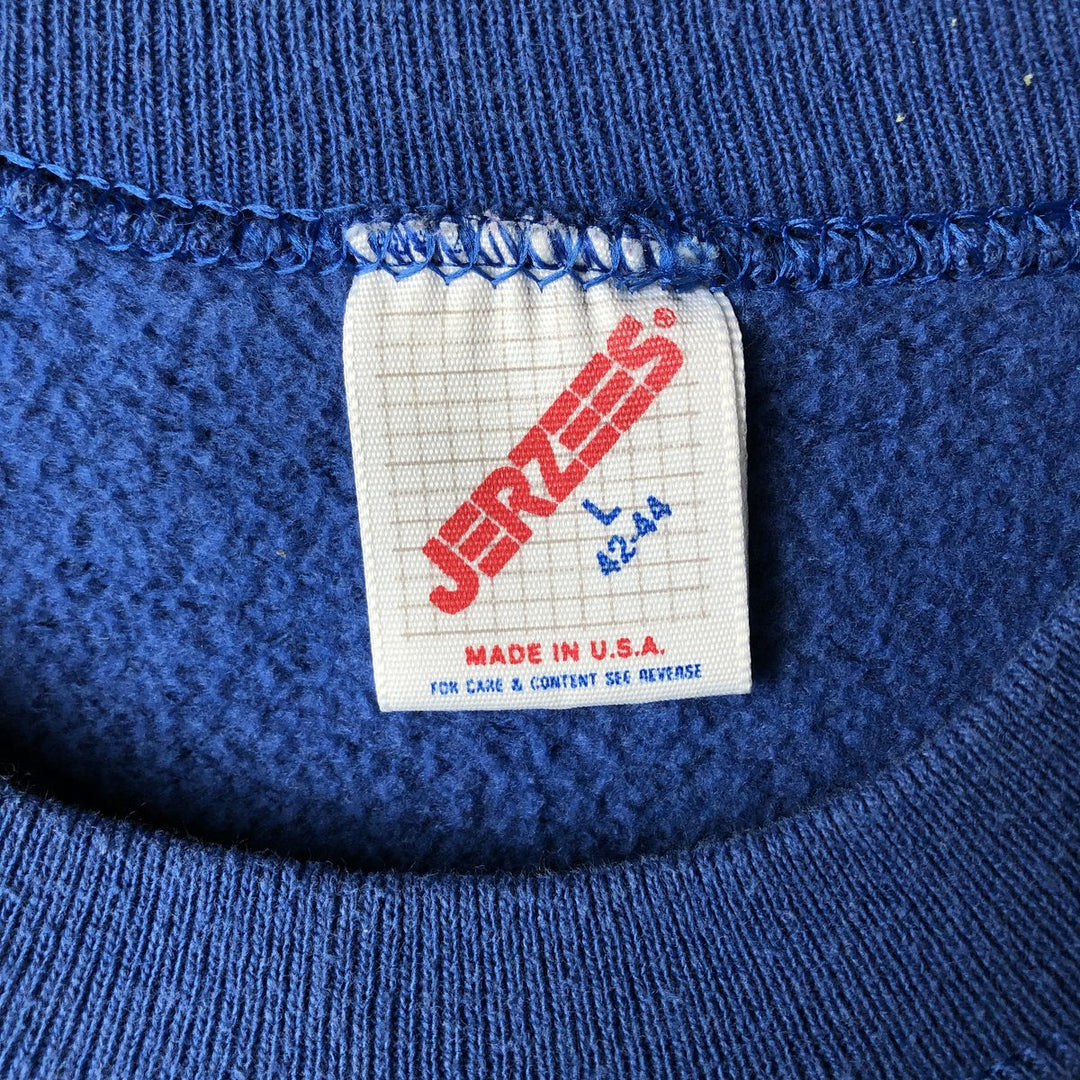 JERZEES®
L
42-44
MADE IN U.S.A.
FOR CARE & CONTENT SEE REVERSE